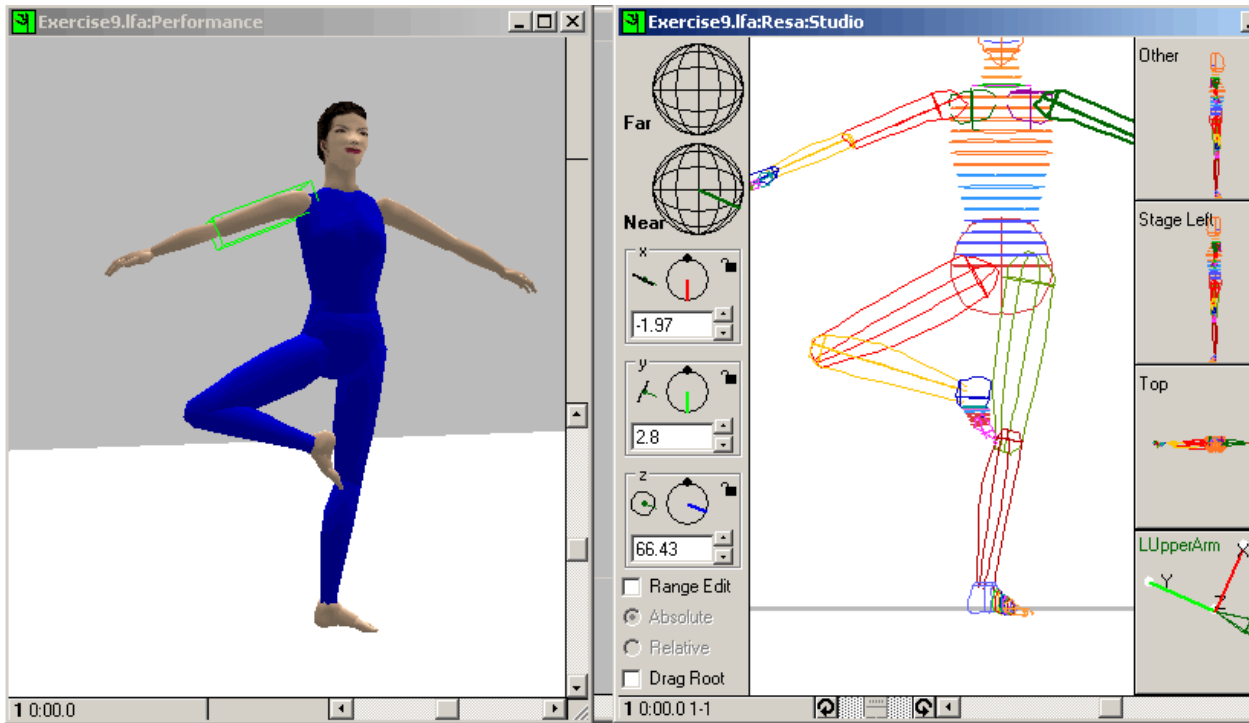 Exercise9.lfa:Performance
1 0:00.0
Exercise9.lfa:Resa:Studio
Far
Near
x
-1.97
y
2.8
z
66.43
Range Edit
Absolute
Relative
Drag Root
1 0:00.0 1-1
Other
Stage Left
Top
LUpperArm
X
Y
Z